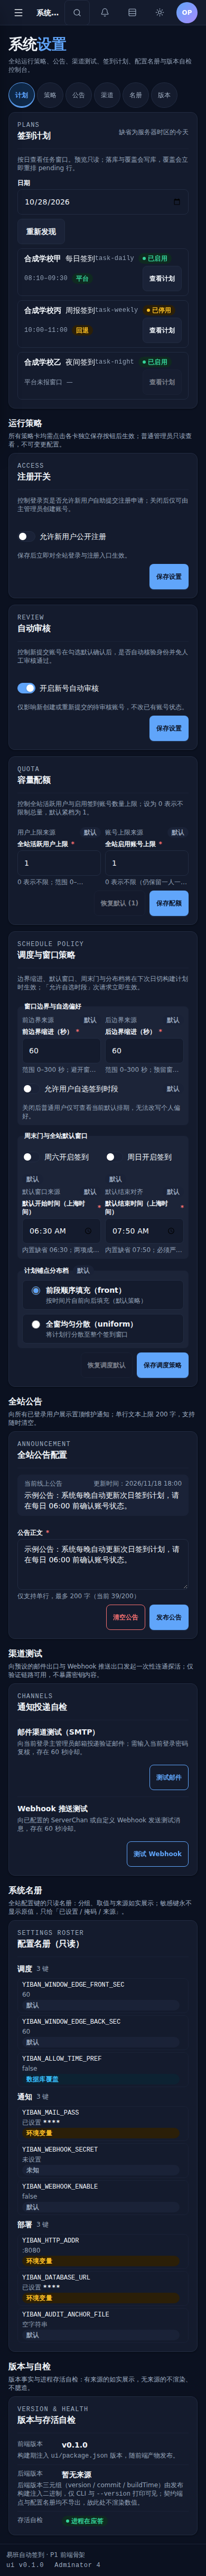 系统...
OP
系统设置
全站运行策略、公告、渠道测试、签到计划、配置名册与版本自检
控制台。
计划
策略
公告
渠道
名册
版本
PLANS
签到计划
缺省为服务器时区的今天
按日查看任务窗口。预览只读；落库与覆盖会写库，覆盖会立
即重排 pending 行。
日期
10/28/2026
重新发现
合成学校甲 每日签到 task-daily 已启用
08:10–09:30 平台
查看计划
合成学校丙 周报签到 task-weekly 已停用
10:00–11:00 回退
查看计划
合成学校乙 夜间签到 task-night 已启用
平台未报窗口 —
查看计划
运行策略
所有策略卡均需点击各卡独立保存按钮后生效；普通管理员只读查
看，不可变更配置。
ACCESS
注册开关
控制登录页是否允许新用户自助提交注册申请；关闭后仅可由
主管理员创建账号。
允许新用户公开注册
保存后立即对全站登录与注册入口生效。
保存设置
REVIEW
自动审核
控制新提交账号在勾选默认确认后，是否自动核验身份并免人
工审核通过。
开启新号自动审核
仅影响新创建或重新提交的待审核账号，不改已有账号状态。
保存设置
QUOTA
容量配额
控制全站活跃用户与启用签到账号数量上限；设为 0 表示不
限制总量，默认紧档为 1。
用户上限来源 默认
全站活跃用户上限 *
1
0 表示不限；范围 0–...
账号上限来源 默认
全站启用账号上限 *
1
0 表示不限（仍保留一人一...
恢复默认 (1)
保存配额
SCHEDULE POLICY
调度与窗口策略
边界缩进、默认窗口、周末门与分布档将在下次日切构建计划
时生效；「允许自选时段」为请求立即生效。
窗口边界与自选偏好
前边界来源 默认
前边界缩进（秒） *
60
范围 0–300 秒；避开窗...
后边界来源 默认
后边界缩进（秒） *
60
范围 0–300 秒；预留窗...
允许用户自选签到时段 默认
关闭后普通用户仅可查看当前默认排期，无法改写个人偏
好。
周末门与全站默认窗口
周六开启签到
默认
周日开启签到
默认
默认窗口来源 默认
默认开始时间（上海时
间） *
06:30 AM
内置缺省 06:30；两项成...
默认结束对齐 默认
默认结束时间（上海时
间） *
07:50 AM
内置缺省 07:50；必须严...
计划锚点分布档 默认
前段顺序填充（front）
按时间片段前向后填充（默认策略）
全窗均匀分散（uniform）
将计划打分散至整个签到窗口
恢复调度默认
保存调度策略
全站公告
向所有已登录用户展示置顶维护通知；单行文本上限 200 字，支持
随时清空。
ANNOUNCEMENT
全站公告配置
当前线上公告 更新时间：2026/11/18 18:00
示例公告：系统每晚自动更新次日签到计划，请
在每日 06:00 前确认账号状态。
公告正文 *
示例公告：系统每晚自动更新次日签到计划，请
在每日 06:00 前确认账号状态。
仅支持单行，最多 200 字（当前 39/200）
清空公告
发布公告
渠道测试
向预设的邮件出口与 Webhook 推送出口发起一次性连通探活；仅
验证链路可用，不暴露密钥内容。
CHANNELS
通知投递自检
邮件渠道测试（SMTP）
向当前登录主管理员邮箱投递验证邮件；需输入当前登录密码
复核，存在 60 秒冷却。
测试邮件
Webhook 推送测试
向已配置的 ServerChan 或自定义 Webhook 发送测试消
息，存在 60 秒冷却。
测试 Webhook
系统名册
全站配置键的只读名册：分组、取值与来源如实展示；敏感键永不
显示原值，只给「已设置 / 掩码 / 来源」。
SETTINGS ROSTER
配置名册（只读）
调度 3 键
YIBAN_WINDOW_EDGE_FRONT_SEC
60
默认
YIBAN_WINDOW_EDGE_BACK_SEC
60
默认
YIBAN_ALLOW_TIME_PREF
false
数据库覆盖
通知 3 键
YIBAN_MAIL_PASS
已设置 ****
环境变量
YIBAN_WEBHOOK_SECRET
未设置
未知
YIBAN_WEBHOOK_ENABLE
false
默认
部署 3 键
YIBAN_HTTP_ADDR
:8080
环境变量
YIBAN_DATABASE_URL
已设置 ****
环境变量
YIBAN_AUDIT_ANCHOR_FILE
空字符串
默认
版本与自检
版本事实与进程存活自检：有来源的如实展示，无来源的不渲染、
不臆造。
VERSION & HEALTH
版本与存活自检
前端版本 v0.1.0
构建期注入 ui/package.json 版本，随前端产物发布。
后端版本 暂无来源
后端版本三元组（version / commit / buildTime）由发布
构建注入二进制，仅 CLI 与 --version 打印可见；契约端
点与配置名册均不导出，故此处不渲染数值。
存活自检 进程在应答
易班自动签到 · P1 前端骨架
ui v0.1.0 Adminator 4